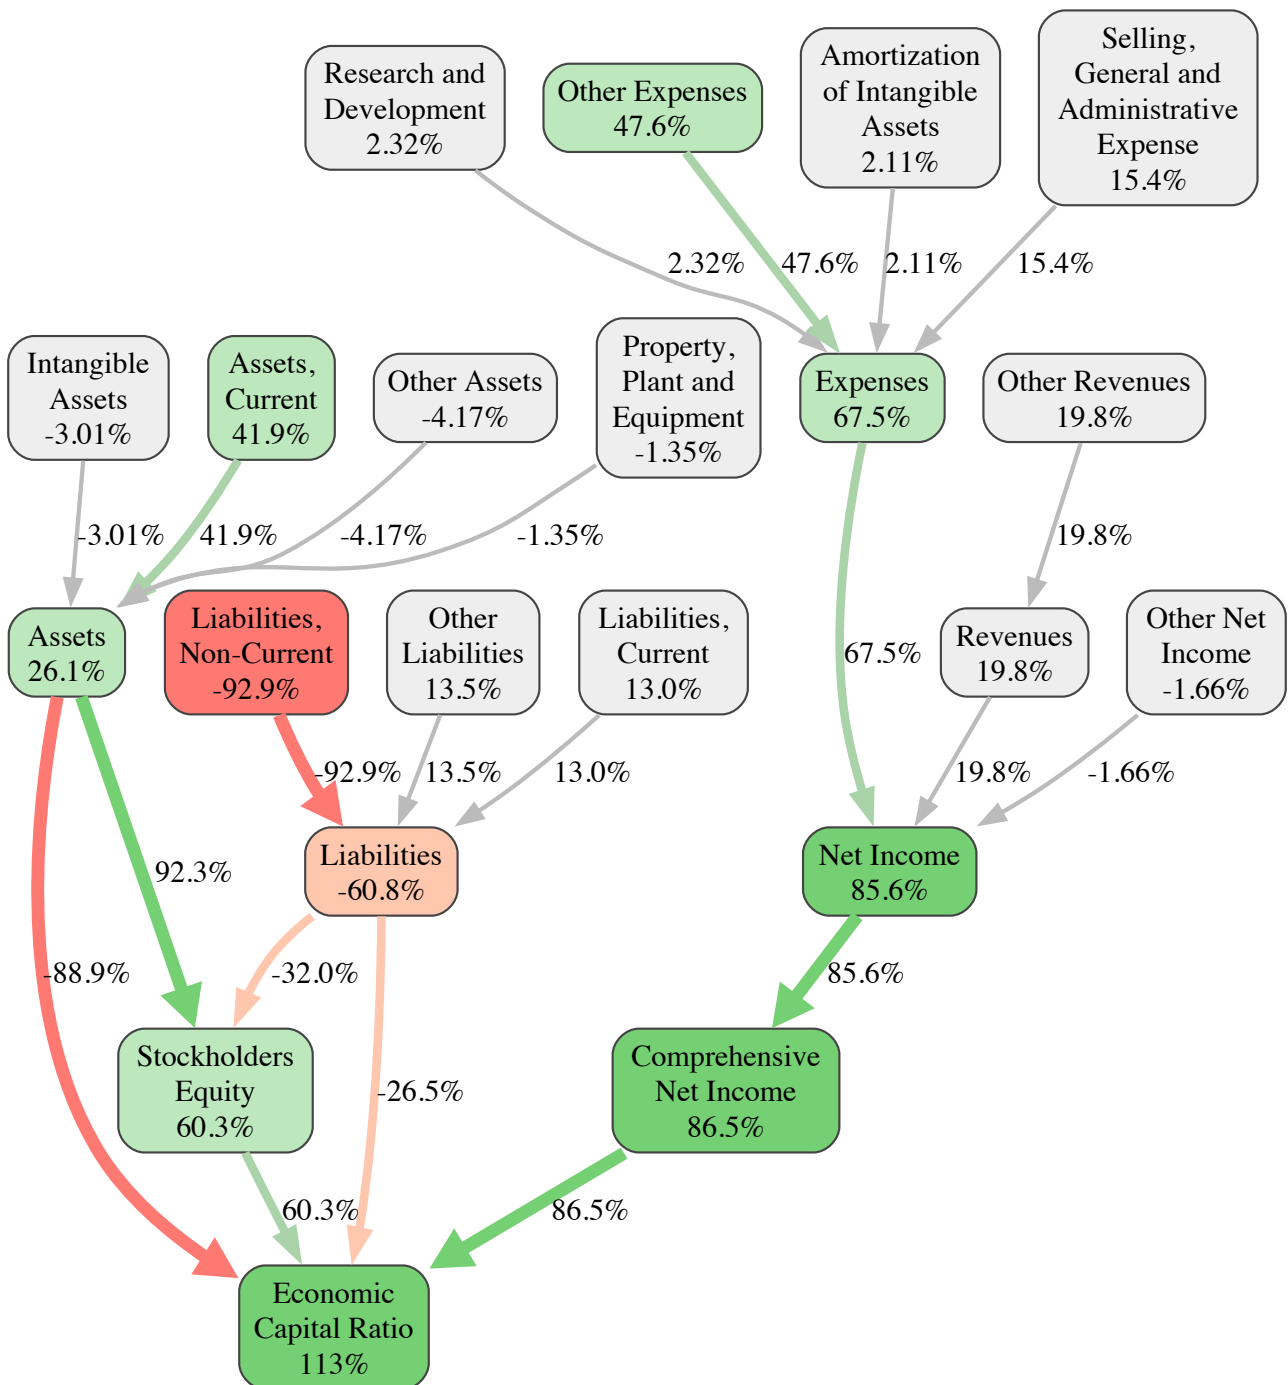 Research and
Development
2.32%
Other Expenses
47.6%
Amortization
of Intangible
Assets
2.11%
Selling,
General and
Administrative
Expense
15.4%
2.32%
47.6%
2.11%
15.4%
Intangible
Assets
-3.01%
Assets,
Current
41.9%
Other Assets
-4.17%
Property,
Plant and
Equipment
-1.35%
Expenses
67.5%
Other Revenues
19.8%
-3.01%
41.9%
-4.17%
-1.35%
19.8%
Assets
26.1%
Liabilities,
Non-Current
-92.9%
Other
Liabilities
13.5%
Liabilities,
Current
13.0%
67.5%
Revenues
19.8%
Other Net
Income
-1.66%
-92.9%
13.5%
13.0%
19.8%
-1.66%
92.3%
Liabilities
-60.8%
Net Income
85.6%
-88.9%
-32.0%
85.6%
Stockholders
Equity
60.3%
-26.5%
Comprehensive
Net Income
86.5%
60.3%
86.5%
Economic
Capital Ratio
113%